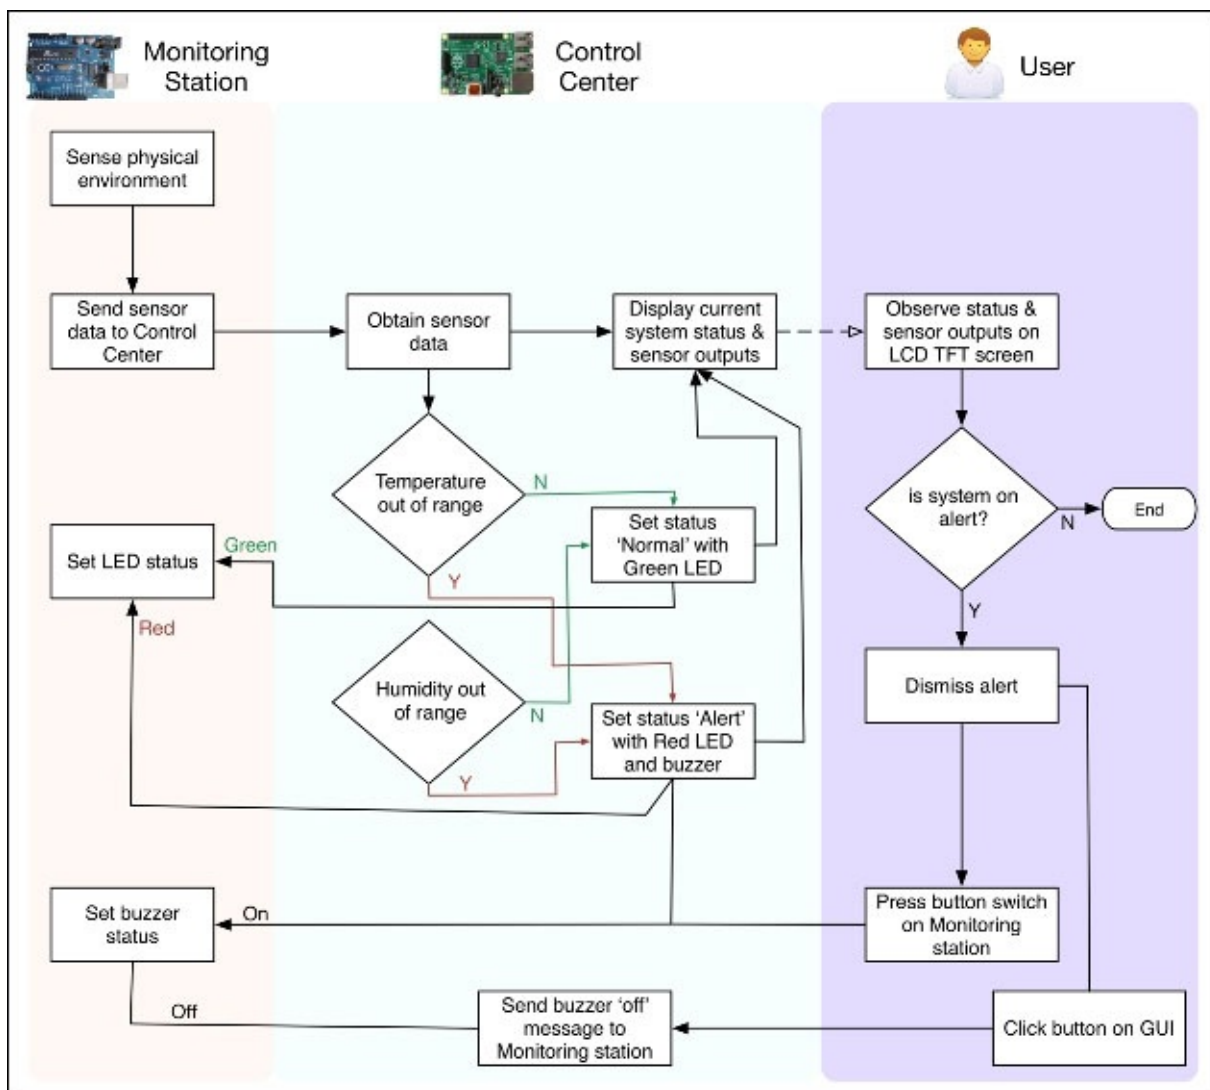 Monitoring
Station
Control
Center
User
Sense physical
environment
Send sensor
data to Control
Center
Obtain sensor
data
Display current
system status &
sensor outputs
Observe status &
sensor outputs on
LCD TFT screen
Temperature
out of range
N
Y
Set status
‘Normal’ with
Green LED
is system on
alert?
N
End
Y
Set LED status
Green
Red
Humidity out
of range
N
Y
Set status ‘Alert’
with Red LED
and buzzer
Dismiss alert
Set buzzer
status
On
Press button switch
on Monitoring
station
Off
Send buzzer ‘off’
message to
Monitoring station
Click button on GUI